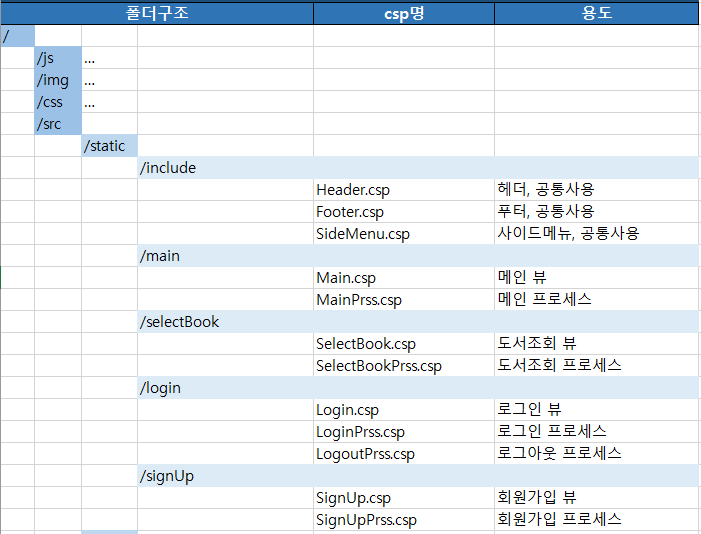 폴더구조 csp명 용도
/
/js ...
/img ...
/css ...
/src
/static
/include
Header.csp 헤더, 공통사용
Footer.csp 푸터, 공통사용
SideMenu.csp 사이드메뉴, 공통사용
/main
Main.csp 메인 뷰
MainPrss.csp 메인 프로세스
/selectBook
SelectBook.csp 도서조회 뷰
SelectBookPrss.csp 도서조회 프로세스
/login
Login.csp 로그인 뷰
LoginPrss.csp 로그인 프로세스
LogoutPrss.csp 로그아웃 프로세스
/signUp
SignUp.csp 회원가입 뷰
SignUpPrss.csp 회원가입 프로세스